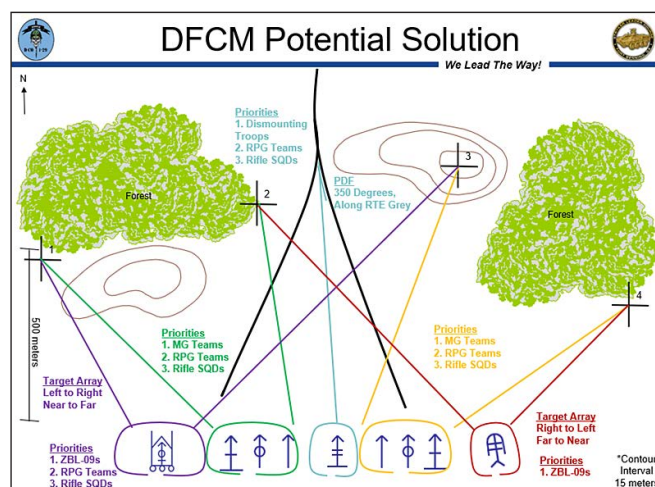 DFCM Potential Solution
We Lead The Way!
N
Priorities
1. Dismounting
Troops
2. RPG Teams
3. Rifle SQDs
3
Forest
2
PDF
350 Degrees,
Along RTE Grey
Forest
1
4
500 meters
Priorities
1. MG Teams
2. RPG Teams
3. Rifle SQDs
Priorities
1. MG Teams
2. RPG Teams
3. Rifle SQDs
Target Array
Left to Right
Near to Far
Target Array
Right to Left
Far to Near
Priorities
1. ZBL-09s
2. RPG Teams
3. Rifle SQDs
Priorities
1. ZBL-09s
*Contour
Interval
15 meters